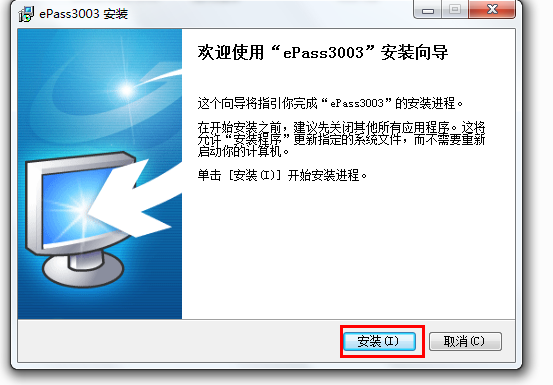 ePass3003 安装
欢迎使用“ePass3003”安装向导
这个向导将指引你完成“ePass3003”的安装进程。
在开始安装之前，建议先关闭其他所有应用程序。这将
允许“安装程序”更新指定的系统文件，而不需要重新
启动你的计算机。
单击 [安装(I)] 开始安装进程。
安装(I) 取消(C)